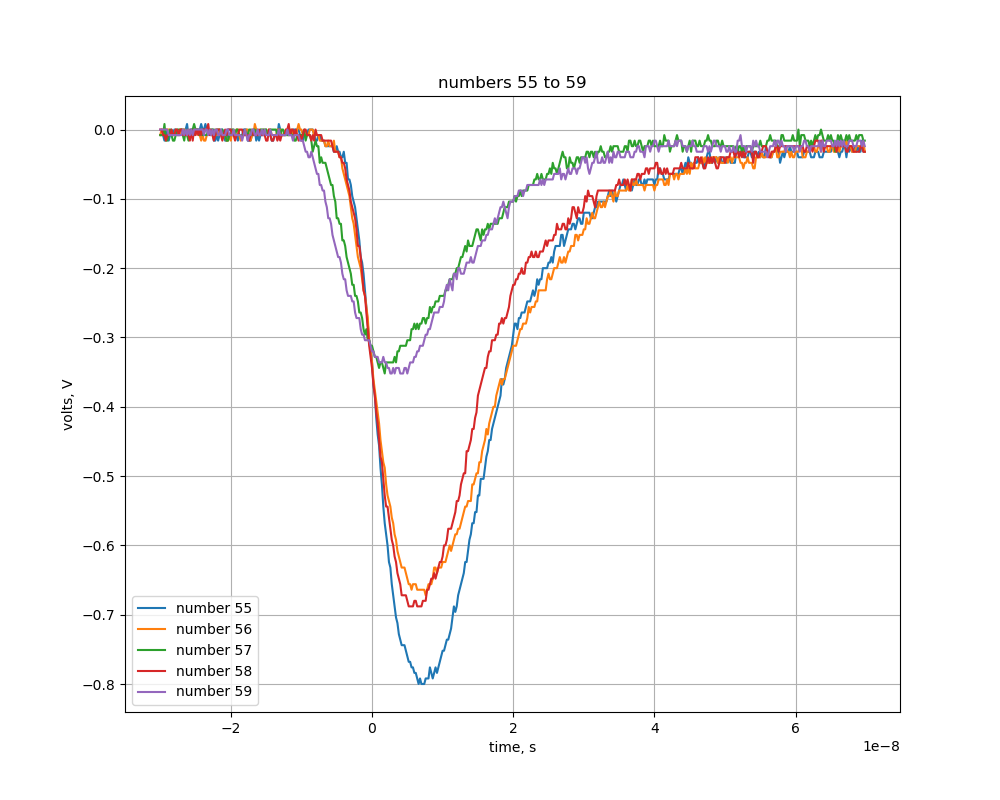 numbers 55 to 59
volts, V
0.0
−0.1
−0.2
−0.3
−0.4
−0.5
−0.6
−0.7
−0.8
number 55
number 56
number 57
number 58
number 59
−2
0
2
4
6
time, s
1e−8